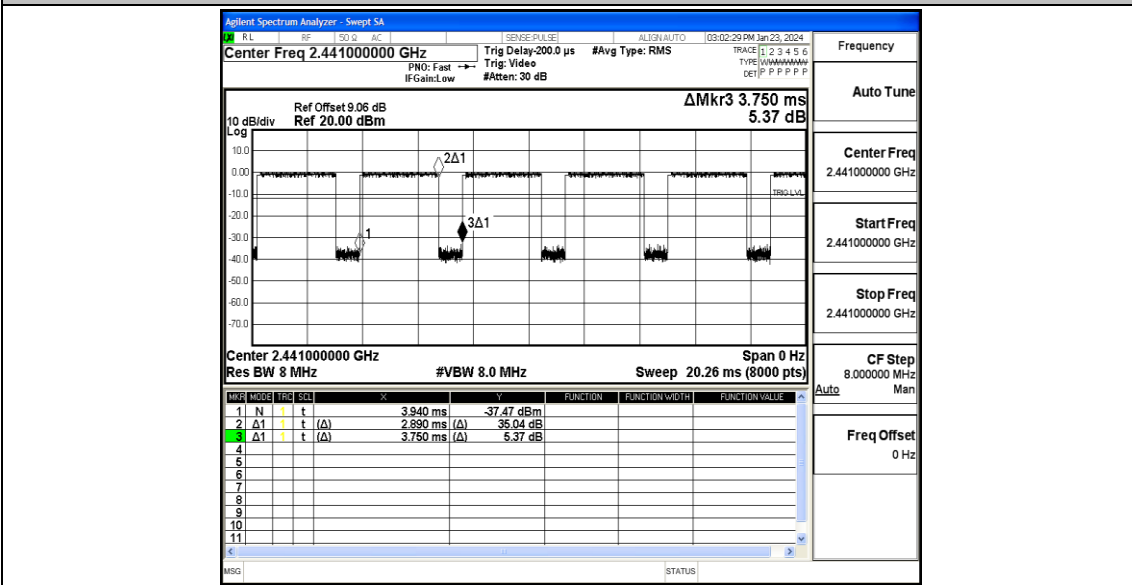 Agilent Spectrum Analyzer - Swept SA
RL RF 50 Ω AC SENSE:PULSE ALIGN AUTO 03:02:29 PM Jan 23, 2024
Center Freq 2.441000000 GHz
PNO: Fast
IFGain:Low
Trig Delay-200.0 µs
Trig: Video
#Atten: 30 dB
#Avg Type: RMS
TRACE 1 2 3 4 5 6
TYPE
DET P P P P P P
ΔMkr3 3.750 ms
5.37 dB
Ref Offset 9.06 dB
10 dB/div Ref 20.00 dBm
Log
10.0
0.00
-10.0
-20.0
-30.0
-40.0
-50.0
-60.0
-70.0
2Δ1
TRIG LVL
1
3Δ1
Center 2.441000000 GHz Span 0 Hz
Res BW 8 MHz #VBW 8.0 MHz Sweep 20.26 ms (8000 pts)
MKR MODE TRC SCL X Y FUNCTION FUNCTION WIDTH FUNCTION VALUE
1 N 1 t 3.940 ms -37.47 dBm
2 Δ1 1 t (Δ) 2.890 ms (Δ) 35.04 dB
3 Δ1 1 t (Δ) 3.750 ms (Δ) 5.37 dB
4
5
6
7
8
9
10
11
MSG STATUS
Frequency
Auto Tune
Center Freq
2.441000000 GHz
Start Freq
2.441000000 GHz
Stop Freq
2.441000000 GHz
CF Step
8.000000 MHz
Auto Man
Freq Offset
0 Hz